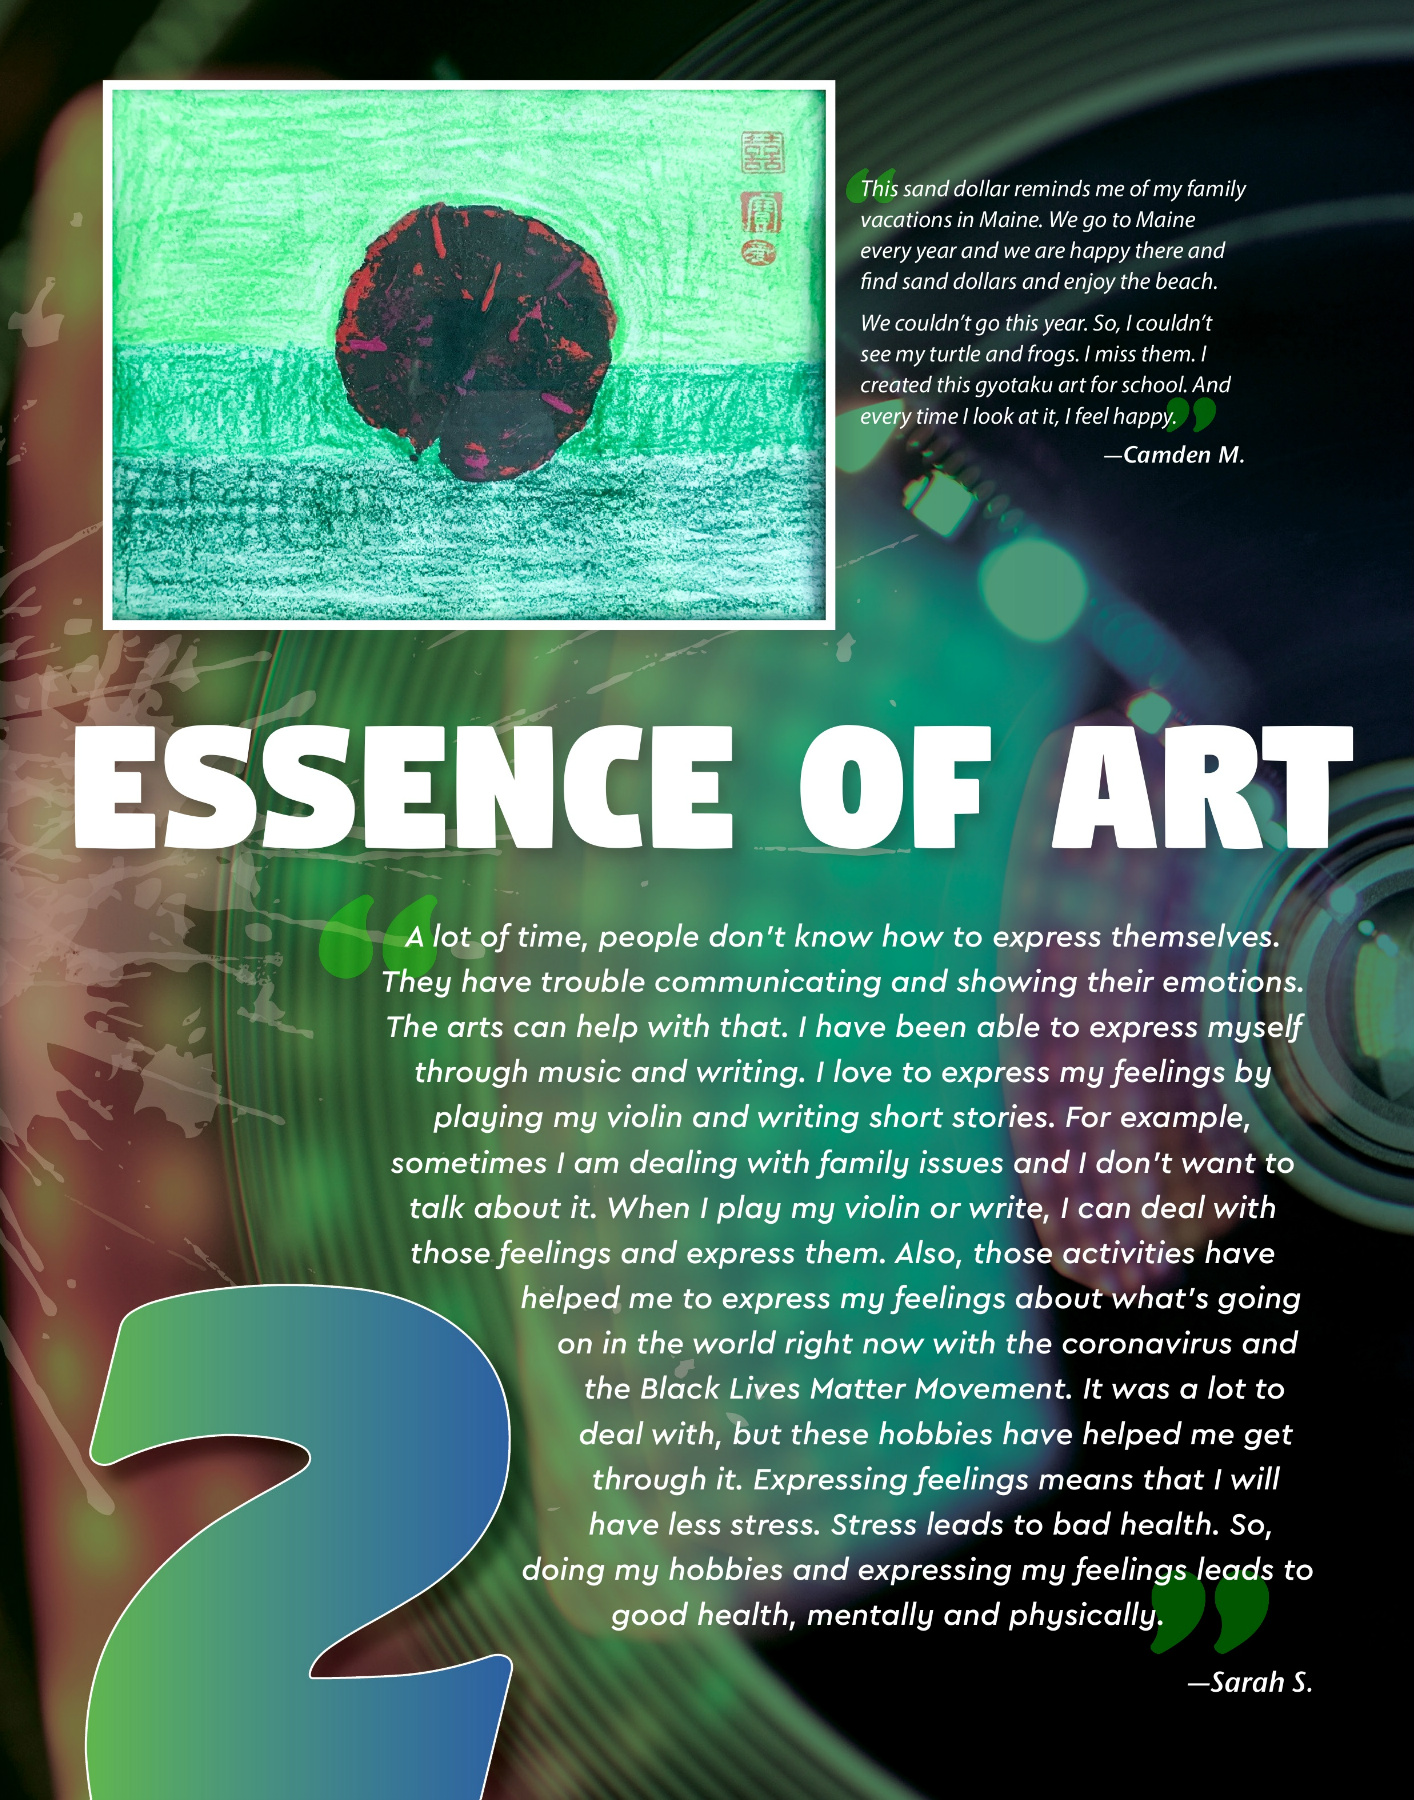 “This sand dollar reminds me of my family
vacations in Maine. We go to Maine
every year and we are happy there and
find sand dollars and enjoy the beach.
We couldn’t go this year. So, I couldn’t
see my turtle and frogs. I miss them. I
created this gyotaku art for school. And
every time I look at it, I feel happy.”
—Camden M.
ESSENCE OF ART
“A lot of time, people don’t know how to express themselves.
They have trouble communicating and showing their emotions.
The arts can help with that. I have been able to express myself
through music and writing. I love to express my feelings by
playing my violin and writing short stories. For example,
sometimes I am dealing with family issues and I don’t want to
talk about it. When I play my violin or write, I can deal with
those feelings and express them. Also, those activities have
helped me to express my feelings about what’s going
on in the world right now with the coronavirus and
the Black Lives Matter Movement. It was a lot to
deal with, but these hobbies have helped me get
through it. Expressing feelings means that I will
have less stress. Stress leads to bad health. So,
doing my hobbies and expressing my feelings leads to
good health, mentally and physically.”
—Sarah S.
2